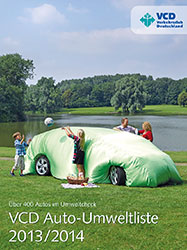 VCD
Verkehrsclub
Deutschland
Über 400 Autos im Umweltcheck
VCD Auto-Umweltliste
2013/2014